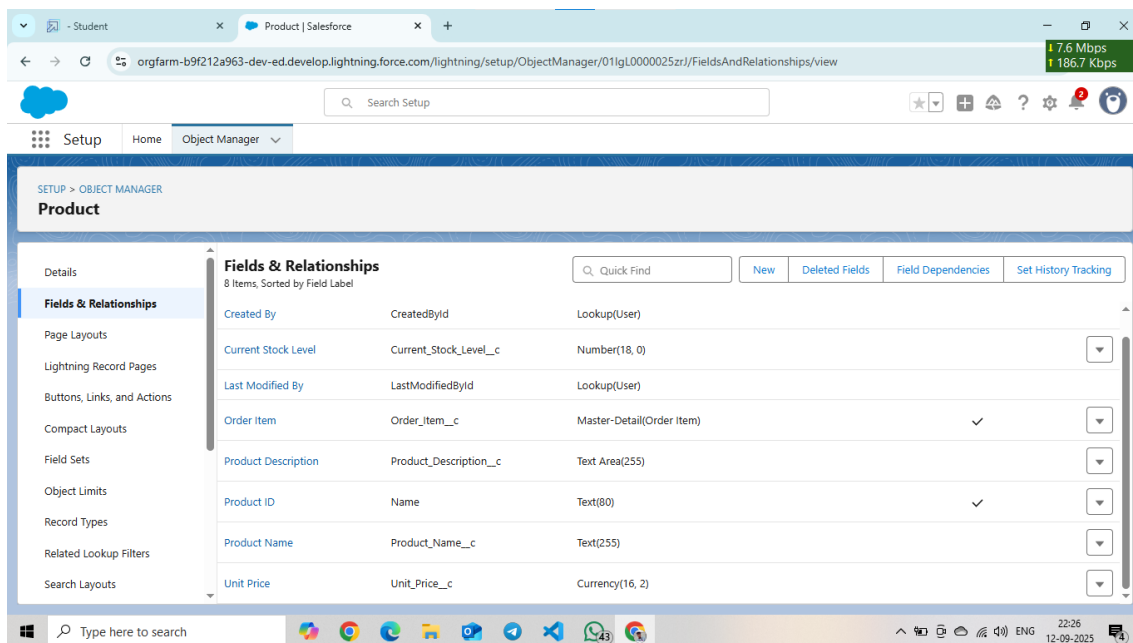 - Student
Product | Salesforce
orgfarm-b9f212a963-dev-ed.develop.lightning.force.com/lightning/setup/ObjectManager/01IgL0000025zrJ/FieldsAndRelationships/view
7.6 Mbps
186.7 Kbps
Search Setup
2
Setup
Home
Object Manager
SETUP > OBJECT MANAGER
Product
Details
Fields & Relationships
Page Layouts
Lightning Record Pages
Buttons, Links, and Actions
Compact Layouts
Field Sets
Object Limits
Record Types
Related Lookup Filters
Search Layouts
Fields & Relationships
8 Items, Sorted by Field Label
Quick Find
New
Deleted Fields
Field Dependencies
Set History Tracking
Created By CreatedById Lookup(User)
Current Stock Level Current_Stock_Level__c Number(18, 0)
Last Modified By LastModifiedById Lookup(User)
Order Item Order_Item__c Master-Detail(Order Item)
Product Description Product_Description__c Text Area(255)
Product ID Name Text(80)
Product Name Product_Name__c Text(255)
Unit Price Unit_Price__c Currency(16, 2)
Type here to search
43
ENG
22:26
12-09-2025
4